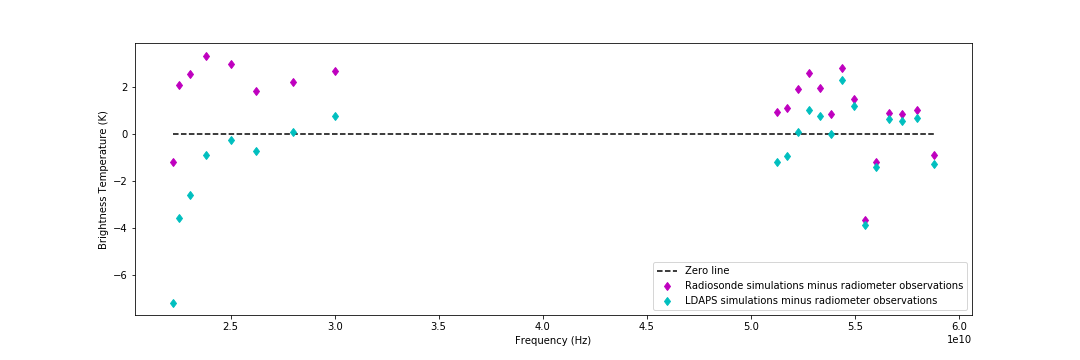 Brightness Temperature (K)
2
0
−2
−4
−6
Zero line
Radiosonde simulations minus radiometer observations
LDAPS simulations minus radiometer observations
2.5 3.0 3.5 4.0 4.5 5.0 5.5 6.0
1e10
Frequency (Hz)